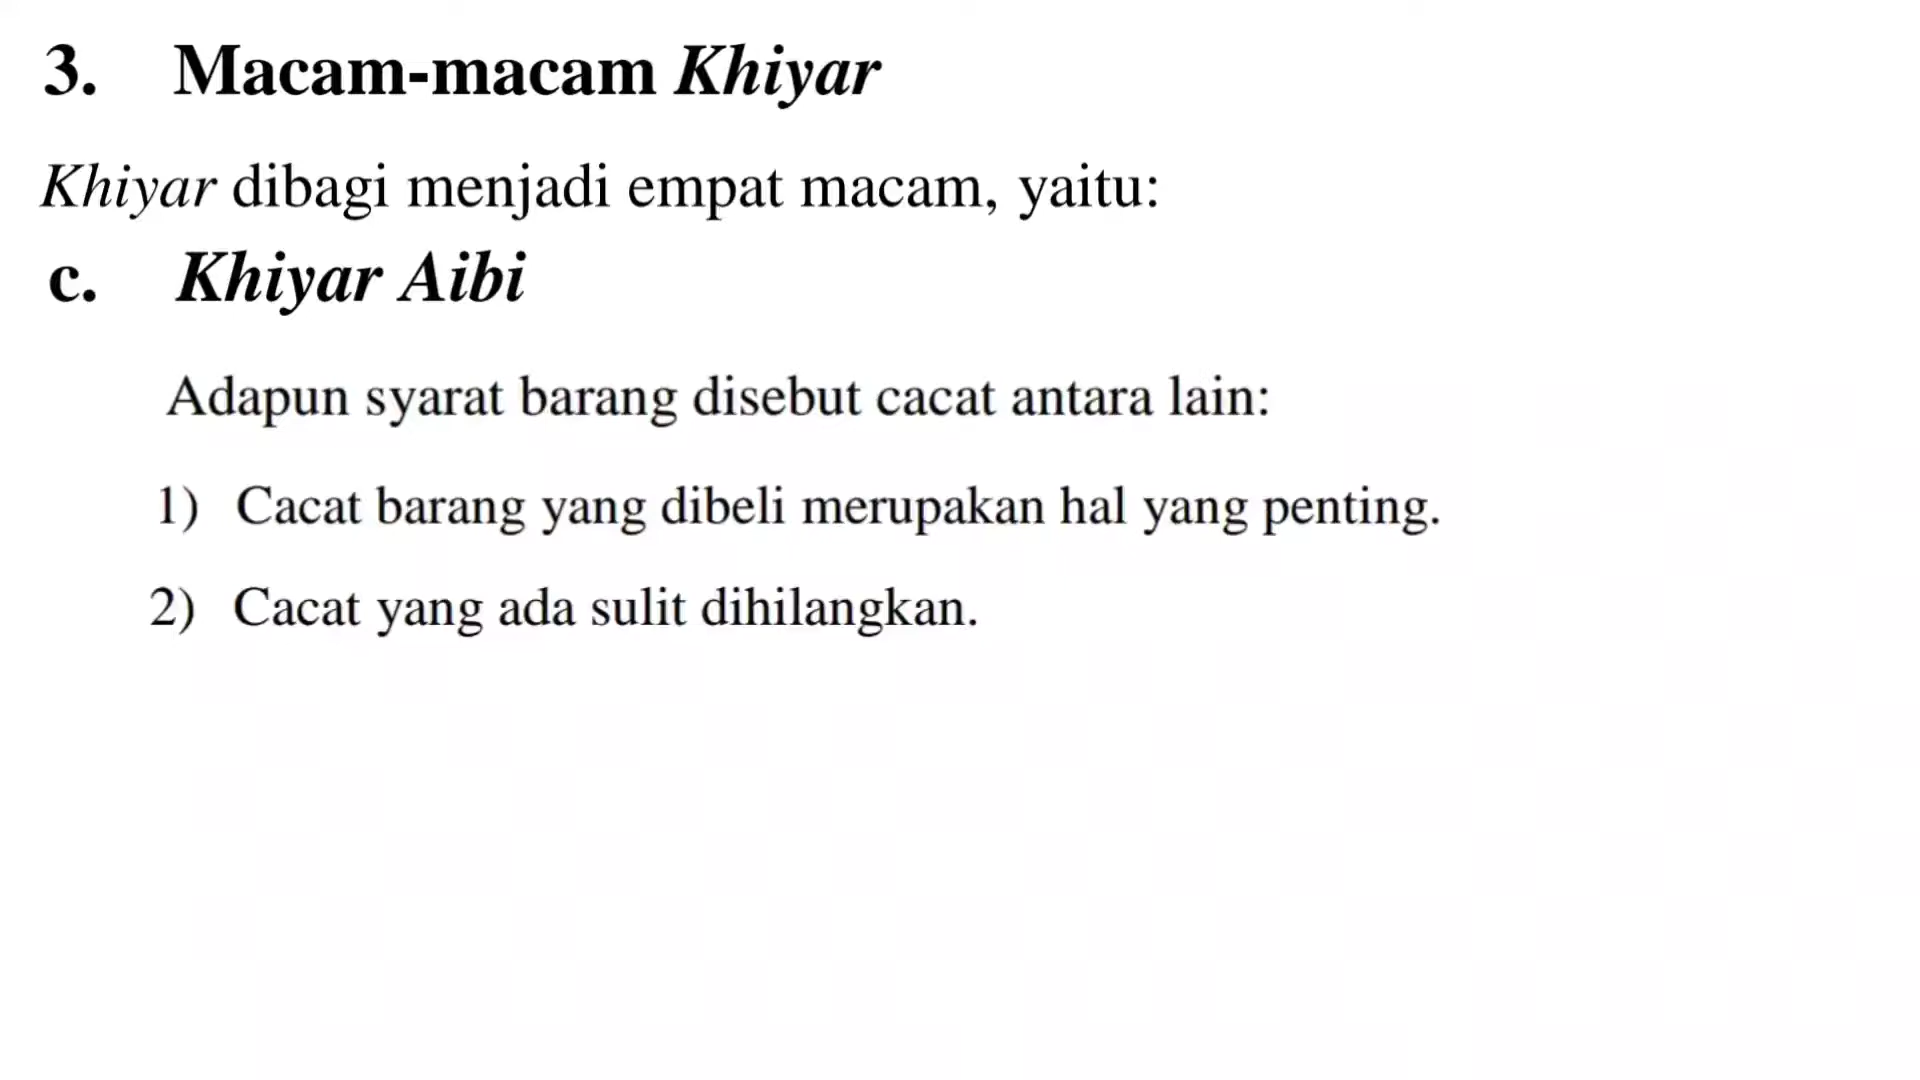 3. Macam-macam Khiyar
Khiyar dibagi menjadi empat macam, yaitu:
c. Khiyar Aibi
Adapun syarat barang disebut cacat antara lain:
1) Cacat barang yang dibeli merupakan hal yang penting.
2) Cacat yang ada sulit dihilangkan.